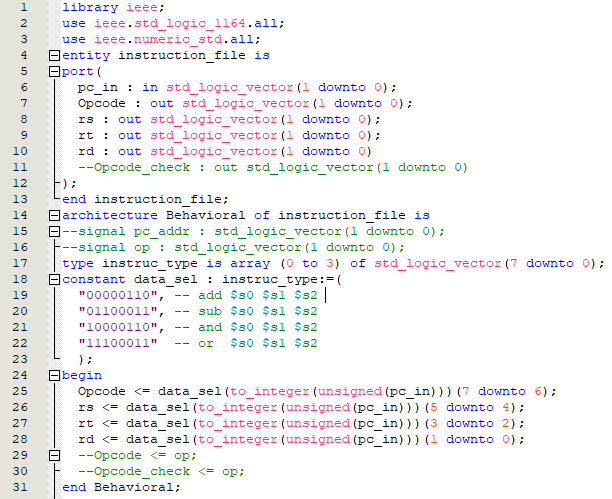 1 library ieee;
2 use ieee.std_logic_1164.all;
3 use ieee.numeric_std.all;
4 entity instruction_file is
5 port(
6 pc_in : in std_logic_vector(1 downto 0);
7 Opcode : out std_logic_vector(1 downto 0);
8 rs : out std_logic_vector(1 downto 0);
9 rt : out std_logic_vector(1 downto 0);
10 rd : out std_logic_vector(1 downto 0)
11 --Opcode_check : out std_logic_vector(1 downto 0)
12 );
13 end instruction_file;
14 architecture Behavioral of instruction_file is
15 --signal pc_addr : std_logic_vector(1 downto 0);
16 --signal op : std_logic_vector(1 downto 0);
17 type instruc_type is array (0 to 3) of std_logic_vector(7 downto 0);
18 constant data_sel : instruc_type:=(
19 "00000110", -- add $s0 $s1 $s2
20 "01100011", -- sub $s0 $s1 $s2
21 "10000110", -- and $s0 $s1 $s2
22 "11100011" -- or $s0 $s1 $s2
23 );
24 begin
25 Opcode <= data_sel(to_integer(unsigned(pc_in)))(7 downto 6);
26 rs <= data_sel(to_integer(unsigned(pc_in)))(5 downto 4);
27 rt <= data_sel(to_integer(unsigned(pc_in)))(3 downto 2);
28 rd <= data_sel(to_integer(unsigned(pc_in)))(1 downto 0);
29 --Opcode <= op;
30 --Opcode_check <= op;
31 end Behavioral;